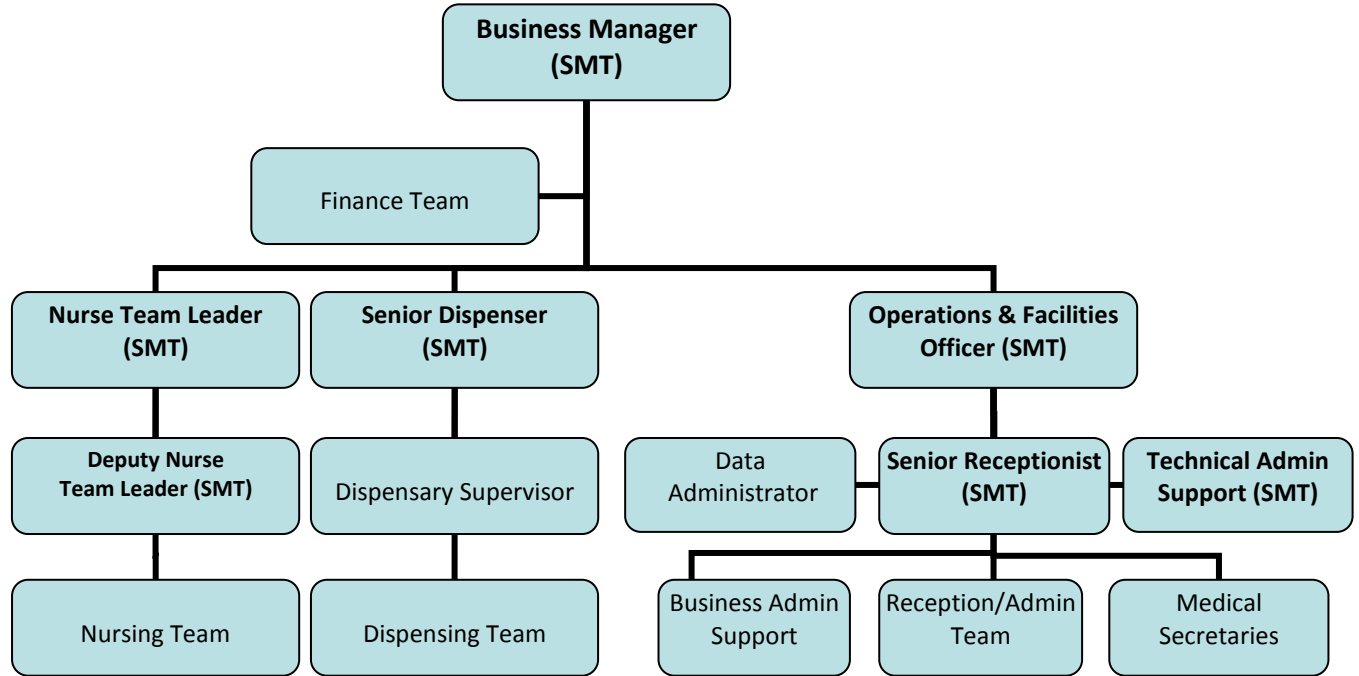 Business Manager
(SMT)
Finance Team
Nurse Team Leader
(SMT)
Senior Dispenser
(SMT)
Operations & Facilities
Officer (SMT)
Deputy Nurse
Team Leader (SMT)
Dispensary Supervisor
Data
Administrator
Senior Receptionist
(SMT)
Technical Admin
Support (SMT)
Nursing Team
Dispensing Team
Business Admin
Support
Reception/Admin
Team
Medical
Secretaries